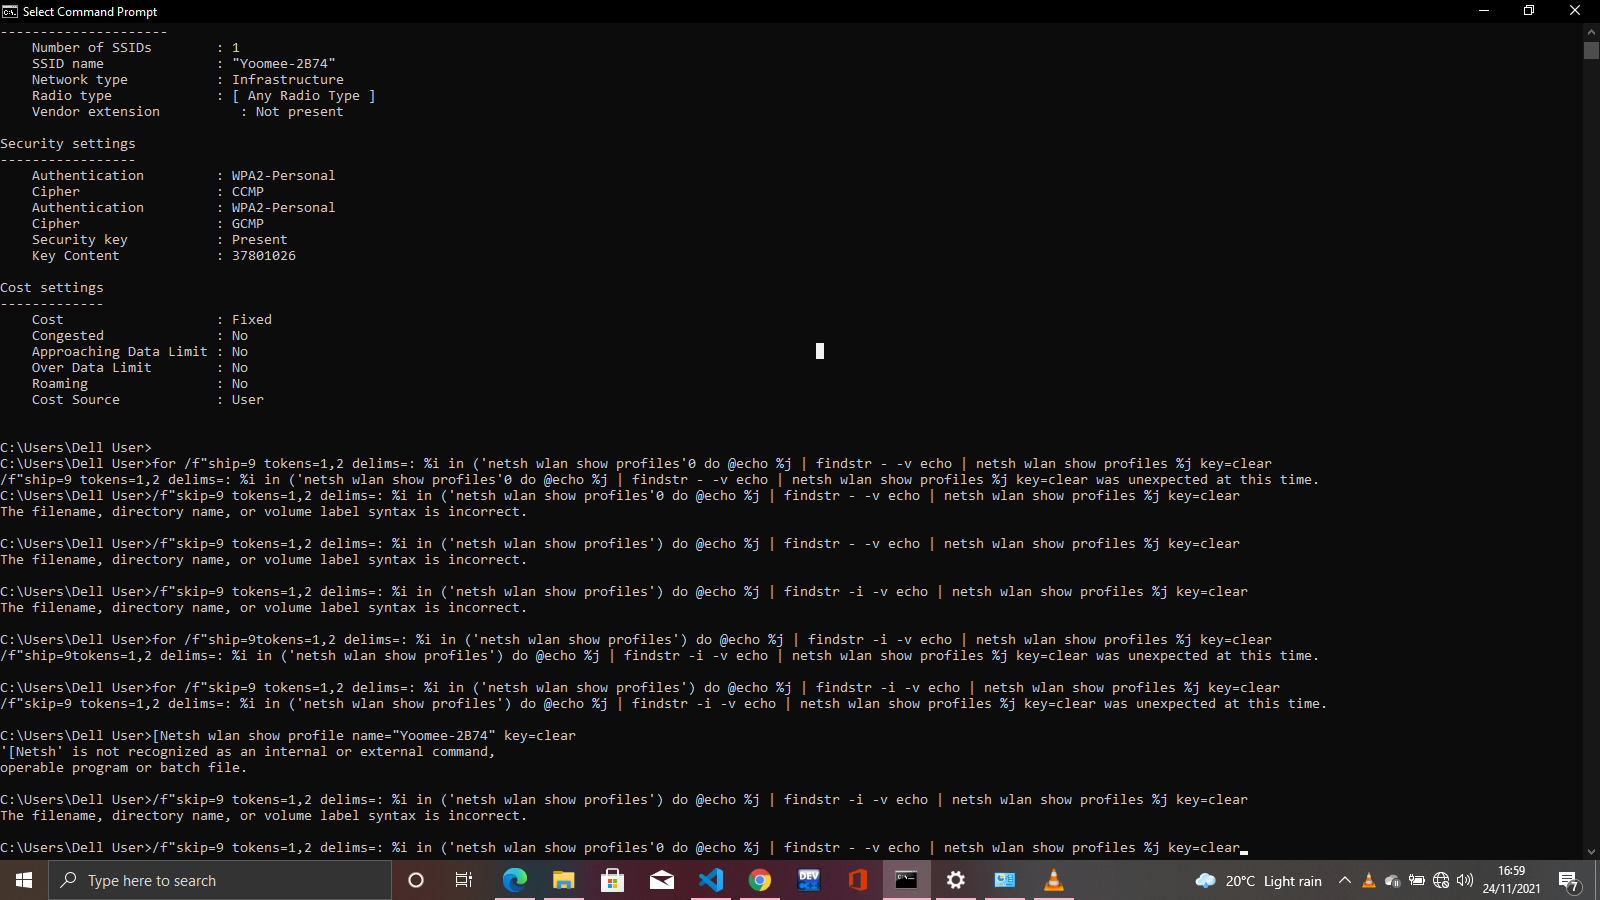 Select Command Prompt
---------------------
Number of SSIDs : 1
SSID name : "Yoomee-2B74"
Network type : Infrastructure
Radio type : [ Any Radio Type ]
Vendor extension : Not present
Security settings
-----------------
Authentication : WPA2-Personal
Cipher : CCMP
Authentication : WPA2-Personal
Cipher : GCMP
Security key : Present
Key Content : 37801026
Cost settings
-------------
Cost : Fixed
Congested : No
Approaching Data Limit : No
Over Data Limit : No
Roaming : No
Cost Source : User
C:\Users\Dell User>
C:\Users\Dell User>for /f"ship=9 tokens=1,2 delims=: %i in ('netsh wlan show profiles'0 do @echo %j | findstr - -v echo | netsh wlan show profiles %j key=clear
/f"ship=9 tokens=1,2 delims=: %i in ('netsh wlan show profiles'0 do @echo %j | findstr - -v echo | netsh wlan show profiles %j key=clear was unexpected at this time.
C:\Users\Dell User>/f"skip=9 tokens=1,2 delims=: %i in ('netsh wlan show profiles'0 do @echo %j | findstr - -v echo | netsh wlan show profiles %j key=clear
The filename, directory name, or volume label syntax is incorrect.
C:\Users\Dell User>/f"skip=9 tokens=1,2 delims=: %i in ('netsh wlan show profiles') do @echo %j | findstr - -v echo | netsh wlan show profiles %j key=clear
The filename, directory name, or volume label syntax is incorrect.
C:\Users\Dell User>/f"skip=9 tokens=1,2 delims=: %i in ('netsh wlan show profiles') do @echo %j | findstr -i -v echo | netsh wlan show profiles %j key=clear
The filename, directory name, or volume label syntax is incorrect.
C:\Users\Dell User>for /f"ship=9tokens=1,2 delims=: %i in ('netsh wlan show profiles') do @echo %j | findstr -i -v echo | netsh wlan show profiles %j key=clear
/f"ship=9tokens=1,2 delims=: %i in ('netsh wlan show profiles') do @echo %j | findstr -i -v echo | netsh wlan show profiles %j key=clear was unexpected at this time.
C:\Users\Dell User>for /f"skip=9 tokens=1,2 delims=: %i in ('netsh wlan show profiles') do @echo %j | findstr -i -v echo | netsh wlan show profiles %j key=clear
/f"skip=9 tokens=1,2 delims=: %i in ('netsh wlan show profiles') do @echo %j | findstr -i -v echo | netsh wlan show profiles %j key=clear was unexpected at this time.
C:\Users\Dell User>[Netsh wlan show profile name="Yoomee-2B74" key=clear
'[Netsh' is not recognized as an internal or external command,
operable program or batch file.
C:\Users\Dell User>/f"skip=9 tokens=1,2 delims=: %i in ('netsh wlan show profiles') do @echo %j | findstr -i -v echo | netsh wlan show profiles %j key=clear
The filename, directory name, or volume label syntax is incorrect.
C:\Users\Dell User>/f"skip=9 tokens=1,2 delims=: %i in ('netsh wlan show profiles'0 do @echo %j | findstr - -v echo | netsh wlan show profiles %j key=clear
Type here to search
DEV
20°C Light rain
16:59
24/11/2021
7